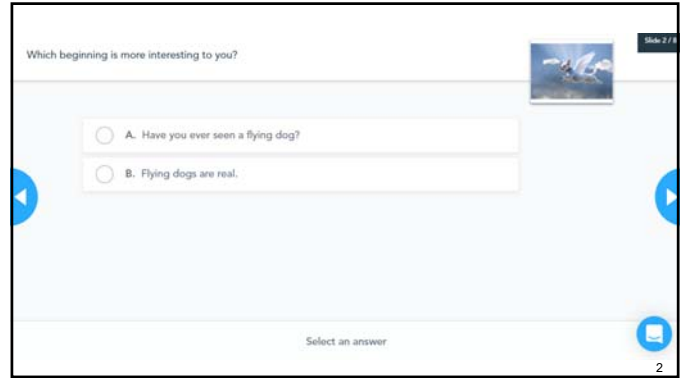 Slide 2 / 8
Which beginning is more interesting to you?
A. Have you ever seen a flying dog?
B. Flying dogs are real.
Select an answer
2